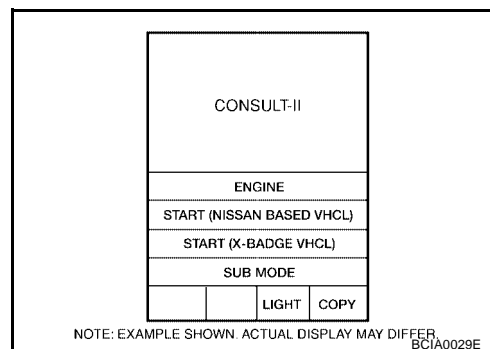 CONSULT-II
ENGINE
START (NISSAN BASED VHCL)
START (X-BADGE VHCL)
SUB MODE
LIGHT COPY
NOTE: EXAMPLE SHOWN. ACTUAL DISPLAY MAY DIFFER.
BCIA0029E